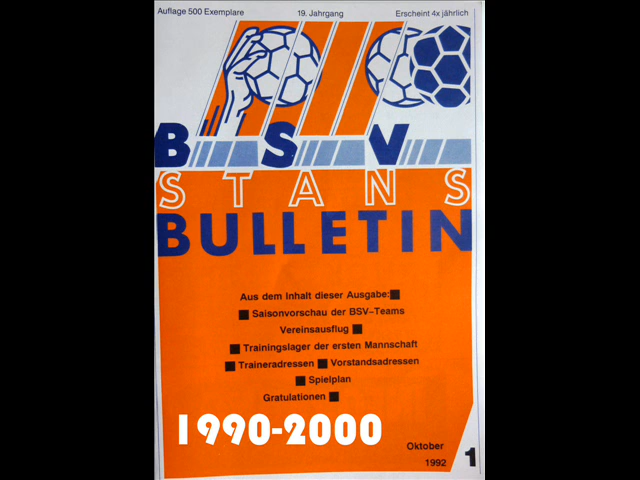 Auflage 500 Exemplare 19. Jahrgang Erscheint 4x jährlich
BSV
STANS
BULLETIN
Aus dem Inhalt dieser Ausgabe:
Saisonvorschau der BSV-Teams
Vereinsausflug
Trainingslager der ersten Mannschaft
Traineradressen Vorstandsadressen
Spielplan
Gratulationen
1990-2000
Oktober
1992 1